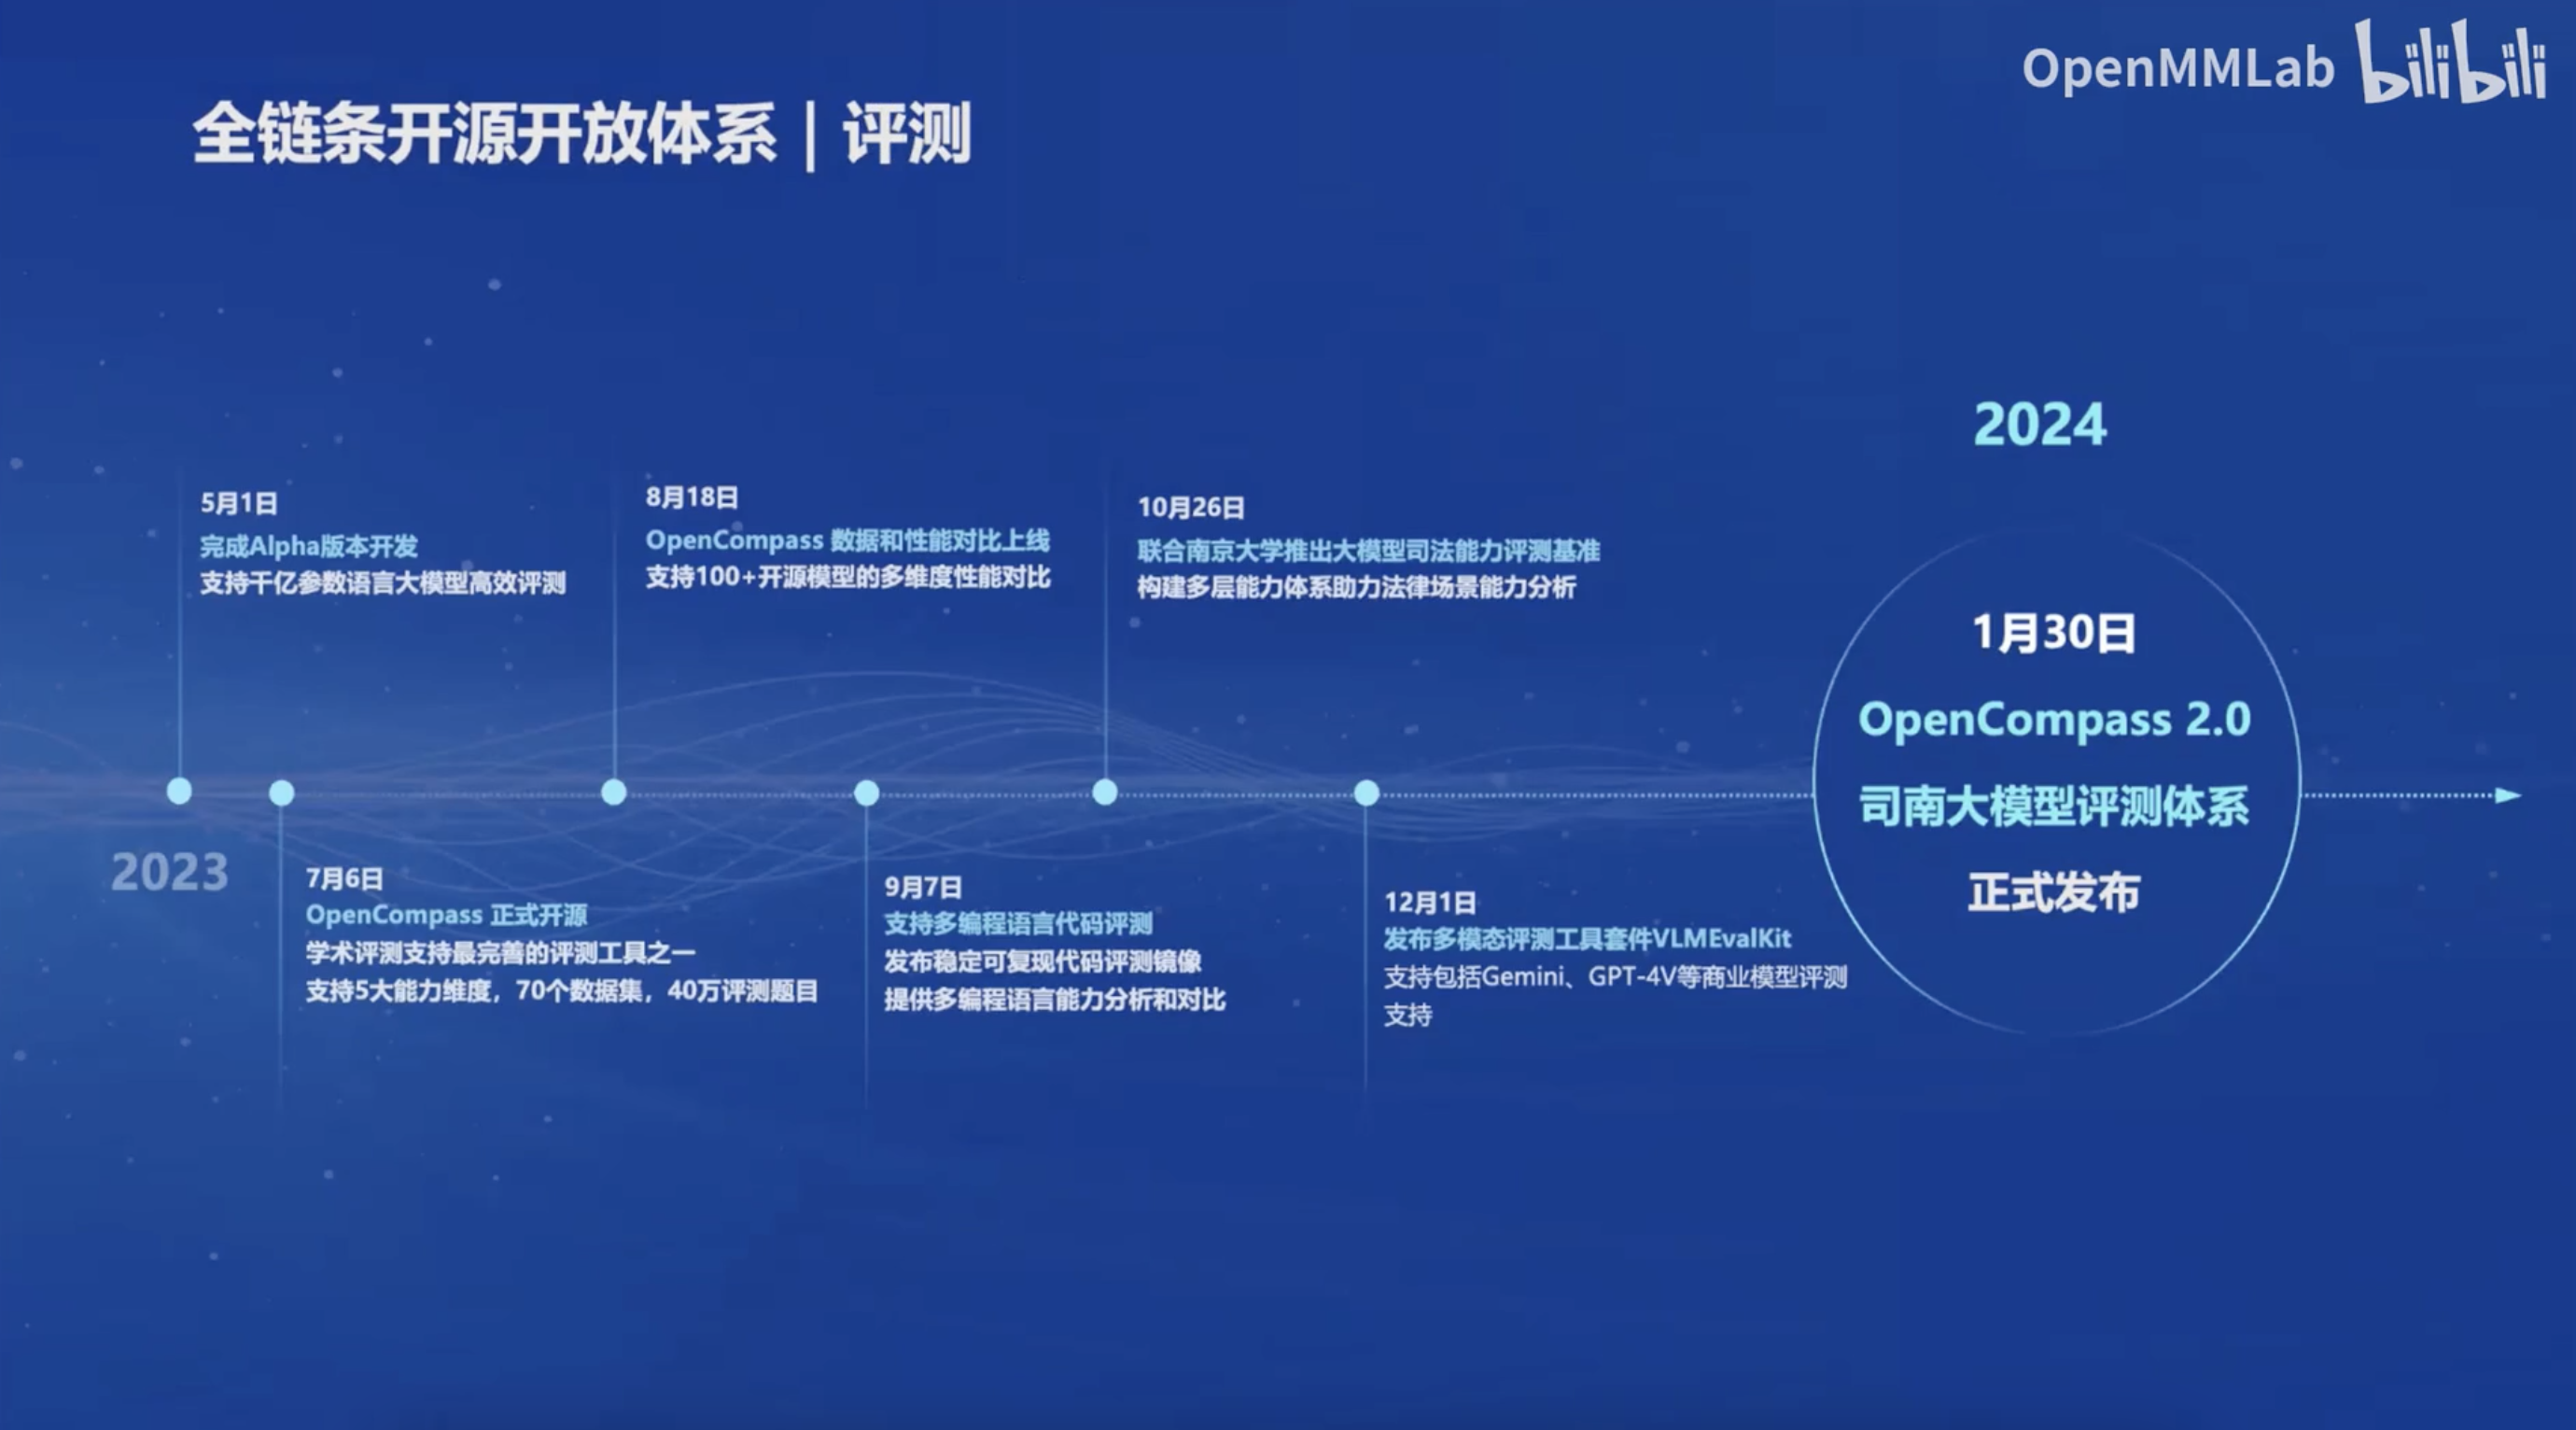 OpenMMLab bilibili
全链条开源开放体系｜评测
2024
5月1日
完成Alpha版本开发
支持千亿参数语言大模型高效评测
8月18日
OpenCompass 数据和性能对比上线
支持100+开源模型的多维度性能对比
10月26日
联合南京大学推出大模型司法能力评测基准
构建多层能力体系助力法律场景能力分析
1月30日
OpenCompass 2.0
司南大模型评测体系
正式发布
2023
7月6日
OpenCompass 正式开源
学术评测支持最完善的评测工具之一
支持5大能力维度，70个数据集，40万评测题目
9月7日
支持多编程语言代码评测
发布稳定可复现代码评测镜像
提供多编程语言能力分析和对比
12月1日
发布多模态评测工具套件VLMEvalKit
支持包括Gemini、GPT-4V等商业模型评测
支持